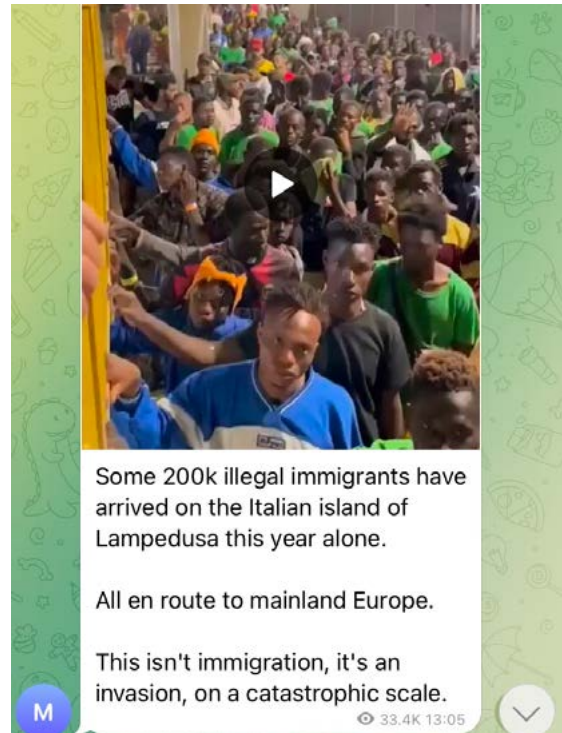 Some 200k illegal immigrants have
arrived on the Italian island of
Lampedusa this year alone.
All en route to mainland Europe.
This isn't immigration, it's an
invasion, on a catastrophic scale.
33.4K 13:05
M